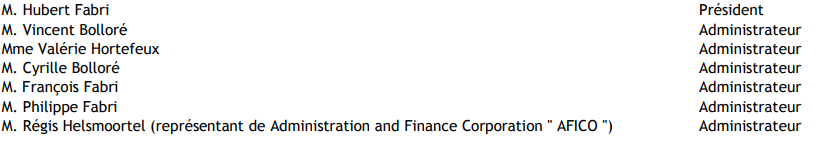 M. Hubert Fabri Président
M. Vincent Bolloré Administrateur
Mme Valérie Hortefeux Administrateur
M. Cyrille Bolloré Administrateur
M. François Fabri Administrateur
M. Philippe Fabri Administrateur
M. Régis Helsmoortel (représentant de Administration and Finance Corporation " AFICO ") Administrateur